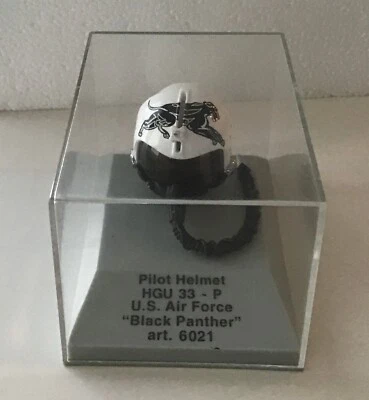 Pilot Helmet
HGU 33 - P
U.S. Air Force
"Black Panther"
art. 6021